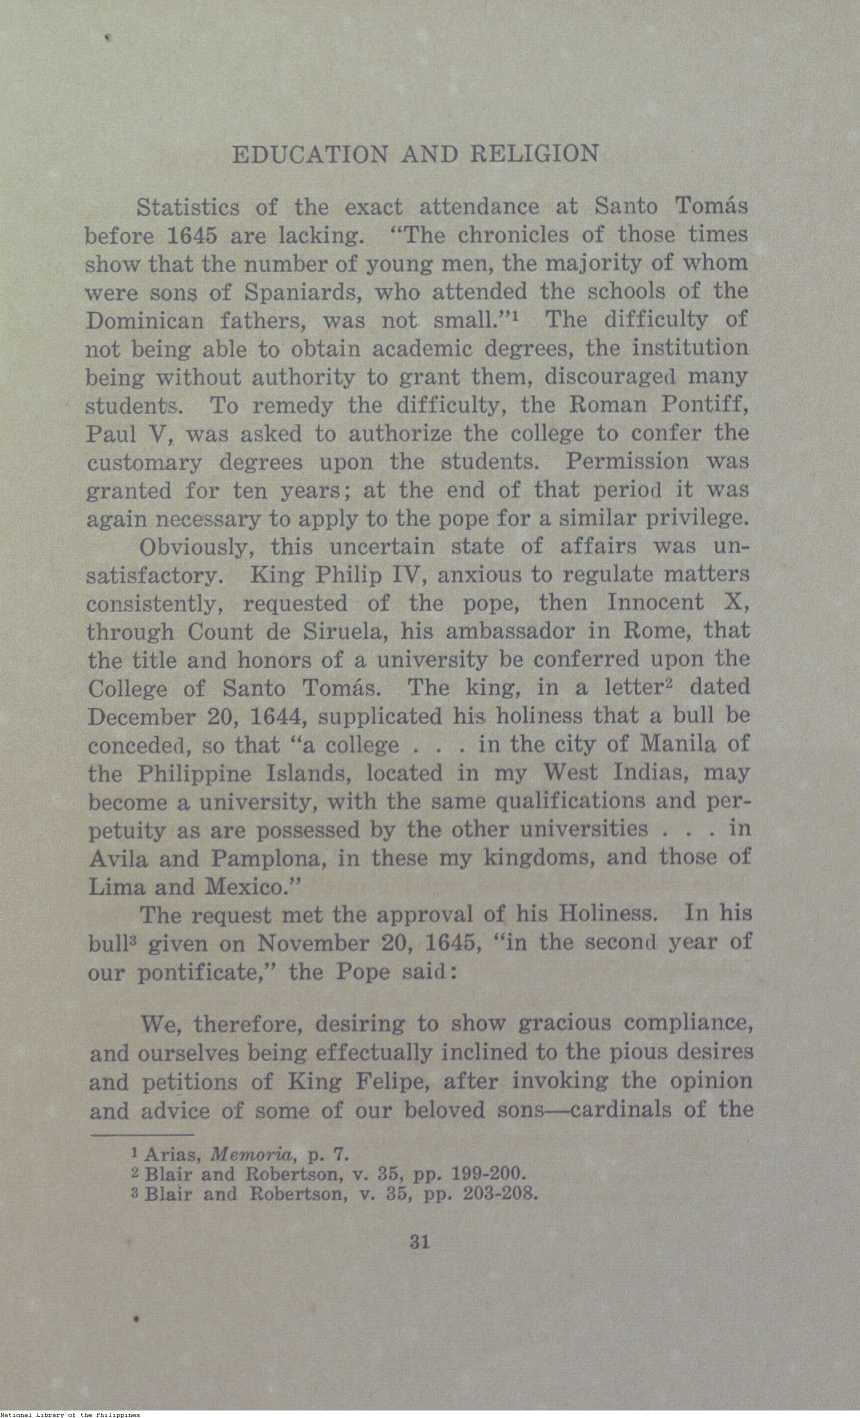 EDUCATION AND RELIGION
Statistics of the exact attendance at Santo Tomás
before 1645 are lacking. “The chronicles of those times
show that the number of young men, the majority of whom
were sons of Spaniards, who attended the schools of the
Dominican fathers, was not small.”¹ The difficulty of
not being able to obtain academic degrees, the institution
being without authority to grant them, discouraged many
students. To remedy the difficulty, the Roman Pontiff,
Paul V, was asked to authorize the college to confer the
customary degrees upon the students. Permission was
granted for ten years; at the end of that period it was
again necessary to apply to the pope for a similar privilege.
Obviously, this uncertain state of affairs was un-
satisfactory. King Philip IV, anxious to regulate matters
consistently, requested of the pope, then Innocent X,
through Count de Siruela, his ambassador in Rome, that
the title and honors of a university be conferred upon the
College of Santo Tomás. The king, in a letter² dated
December 20, 1644, supplicated his holiness that a bull be
conceded, so that “a college . . . in the city of Manila of
the Philippine Islands, located in my West Indias, may
become a university, with the same qualifications and per-
petuity as are possessed by the other universities . . . in
Avila and Pamplona, in these my kingdoms, and those of
Lima and Mexico.”
The request met the approval of his Holiness. In his
bull³ given on November 20, 1645, “in the second year of
our pontificate,” the Pope said:
We, therefore, desiring to show gracious compliance,
and ourselves being effectually inclined to the pious desires
and petitions of King Felipe, after invoking the opinion
and advice of some of our beloved sons—cardinals of the
¹ Arias, Memoria, p. 7.
² Blair and Robertson, v. 35, pp. 199-200.
³ Blair and Robertson, v. 35, pp. 203-208.
31
National Library of the Philippines